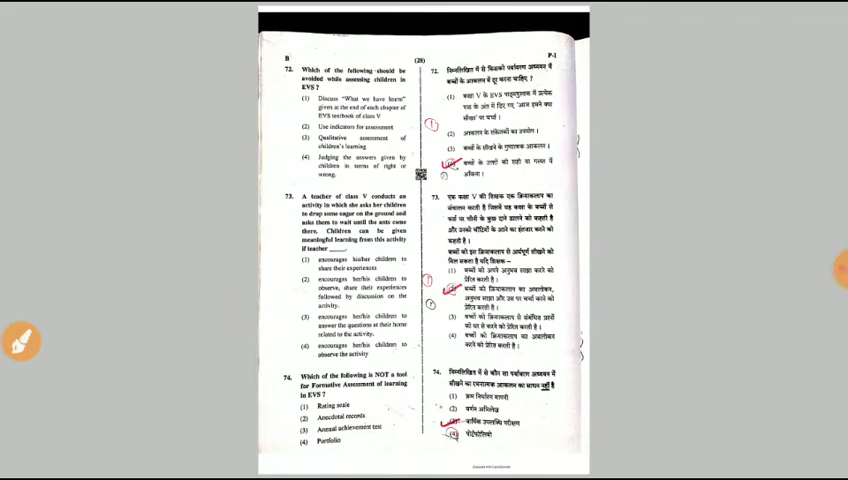 B
(28)
P-I
72. Which of the following should be
avoided while assessing children in
EVS ?
(1) Discuss "What we have learnt"
given at the end of each chapter of
EVS textbook of class V
(2) Use indicators for assessment
(3) Qualitative assessment of
children's learning
(4) Judging the answers given by
children in terms of right or
wrong.
73. A teacher of class V conducts an
activity in which she asks her children
to drop some sugar on the ground and
asks them to wait until the ants come
there. Children can be given
meaningful learning from this activity
if teacher _____.
(1) encourages his/her children to
share their experiences
(2) encourages her/his children to
observe, share their experiences
followed by discussion on the
activity.
(3) encourages her/his children to
answer the questions at their home
related to the activity.
(4) encourages her/his children to
observe the activity
74. Which of the following is NOT a tool
for Formative Assessment of learning
in EVS ?
(1) Rating scale
(2) Anecdotal records
(3) Annual achievement test
(4) Portfolio
72. निम्नलिखित में से किसको पर्यावरण अध्ययन में
बच्चों के आकलन में दूर करना चाहिए ?
(1) कक्षा V के EVS पाठ्यपुस्तक में प्रत्येक
पाठ के अंत में दिए गए 'आज हमने क्या
सीखा' पर चर्चा ।
(2) आकलन के संकेतकों का उपयोग ।
(3) बच्चों के सीखने के गुणात्मक आकलन ।
बच्चों के उत्तरों को सही या गलत में
आँकना ।
73. एक कक्षा V की शिक्षक एक क्रियाकलाप का
संचालन करती है जिसमें वह कक्षा के बच्चों से
फर्श पर चीनी के कुछ दाने डालने को कहती है
और उनको चींटियों के आने का इंतजार करने को
कहती है ।
बच्चों को इस क्रियाकलाप से अर्थपूर्ण सीखने को
मिल सकता है यदि शिक्षक –
(1) बच्चों को अपने अनुभव साझा करने को
प्रेरित करती है ।
(2) बच्चों को क्रियाकलाप का अवलोकन,
अनुभव साझा और उस पर चर्चा करने को
प्रेरित करती है ।
(3) बच्चों को क्रियाकलाप से संबंधित प्रश्नों
को घर से करने को प्रेरित करती है ।
(4) बच्चों को क्रियाकलाप का अवलोकन
करने को प्रेरित करती है ।
74. निम्नलिखित में से कौन सा पर्यावरण अध्ययन में
सीखने का रचनात्मक आकलन का साधन नहीं है
(1) क्रम निर्धारण मापनी
(2) वर्णन अभिलेख
(3) वार्षिक उपलब्धि परीक्षण
(4) पोर्टफोलियो